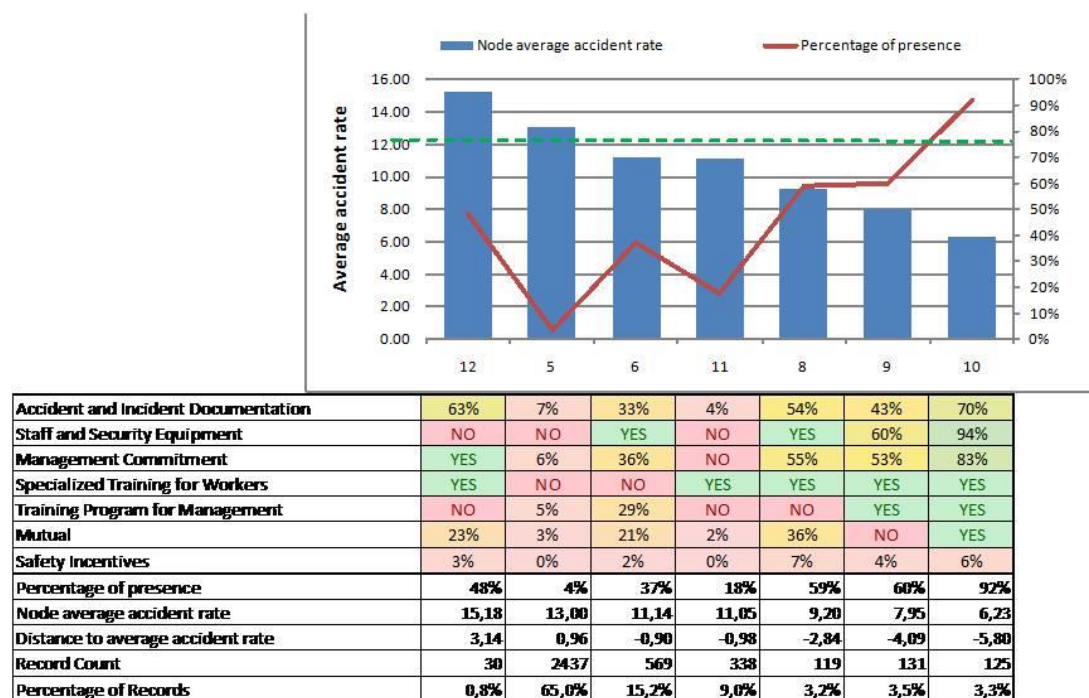 Node average accident rate Percentage of presence
16.00 100%
14.00 90%
12.00 80%
10.00 70%
8.00 60%
6.00 50%
4.00 40%
2.00 30%
0.00 20%
10%
0%
Average accident rate
12 5 6 11 8 9 10
Accident and Incident Documentation 63% 7% 33% 4% 54% 43% 70%
Staff and Security Equipment NO NO YES NO YES 60% 94%
Management Commitment YES 6% 36% NO 55% 53% 83%
Specialized Training for Workers YES NO NO YES YES YES YES
Training Program for Management NO 5% 29% NO NO YES YES
Mutual 23% 3% 21% 2% 36% NO YES
Safety Incentives 3% 0% 2% 0% 7% 4% 6%
Percentage of presence 48% 4% 37% 18% 59% 60% 92%
Node average accident rate 15,18 13,00 11,14 11,05 9,20 7,95 6,23
Distance to average accident rate 3,14 0,96 -0,90 -0,98 -2,84 -4,09 -5,80
Record Count 30 2437 569 338 119 131 125
Percentage of Records 0,8% 65,0% 15,2% 9,0% 3,2% 3,5% 3,3%